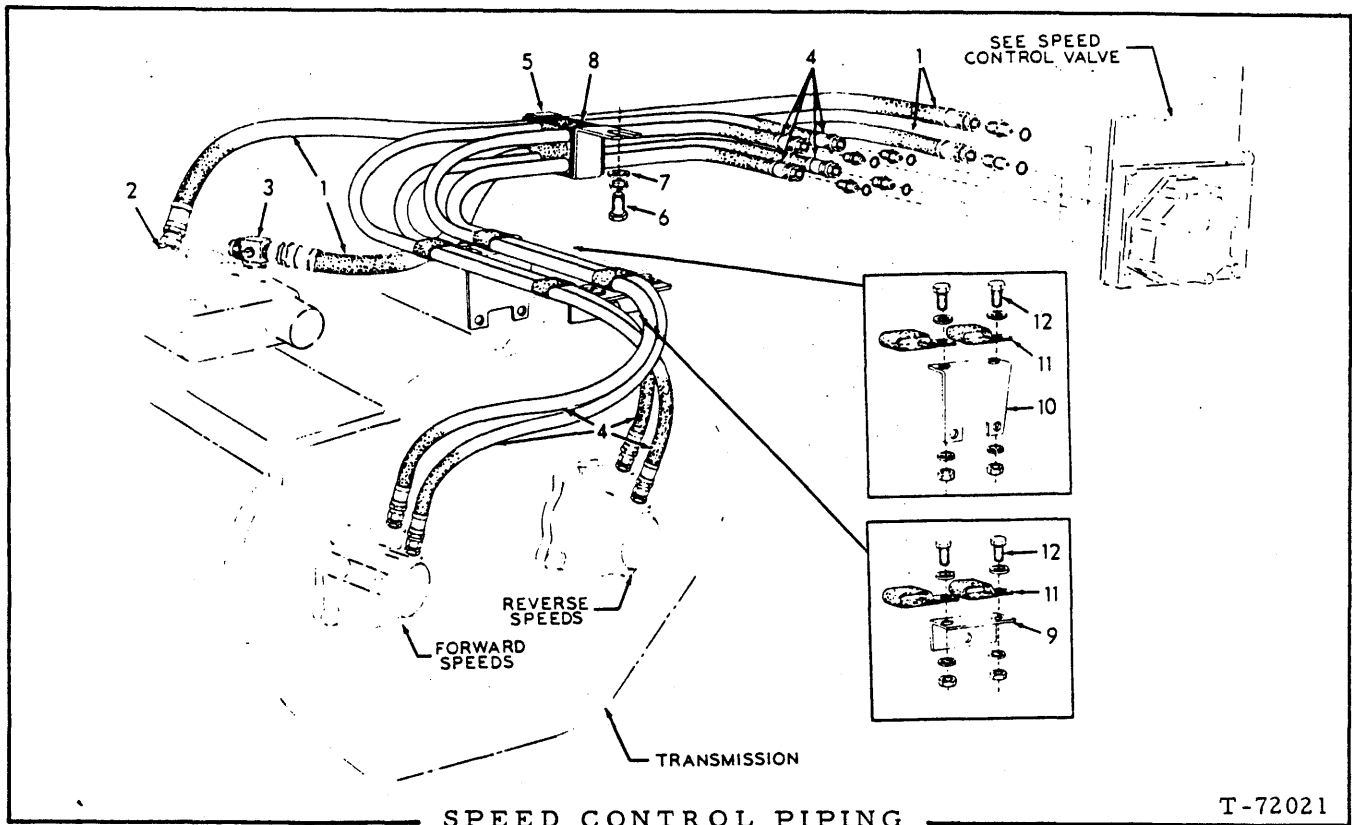 SEE SPEED
CONTROL VALVE
5
8
4
1
2
3
1
7
6
12
11
10
4
12
11
9
REVERSE
SPEEDS
FORWARD
SPEEDS
TRANSMISSION
SPEED CONTROL PIPING
T-72021